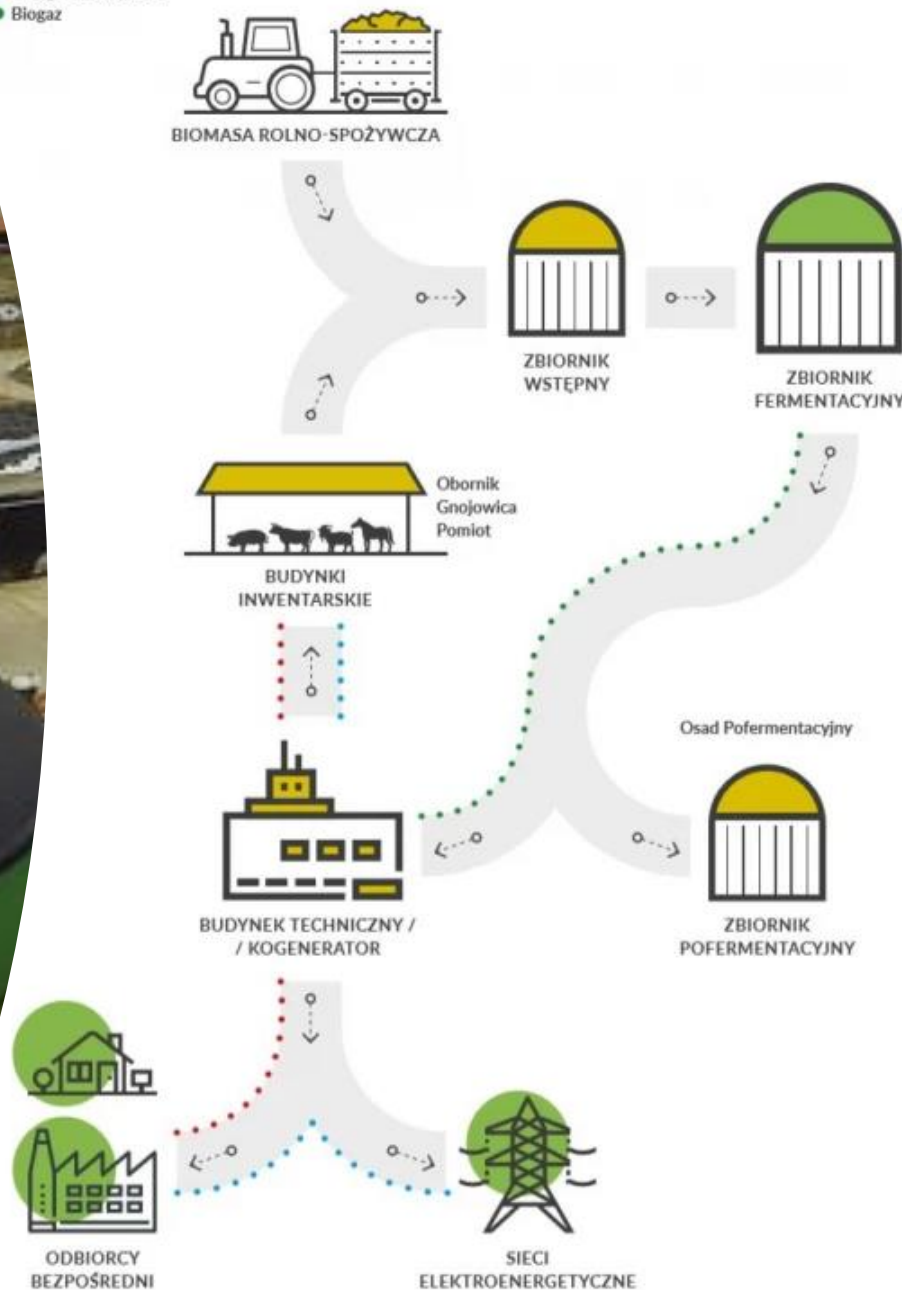 Biogaz
BIOMASA ROLNO-SPOŻYWCZA
ZBIORNIK
WSTĘPNY
ZBIORNIK
FERMENTACYJNY
Obornik
Gnojowica
Pomiot
BUDYNKI
INWENTARSKIE
Osad Pofermentacyjny
BUDYNEK TECHNICZNY /
/ KOGENERATOR
ZBIORNIK
POFERMENTACYJNY
ODBIORCY
BEZPOŚREDNI
SIECI
ELEKTROENERGETYCZNE